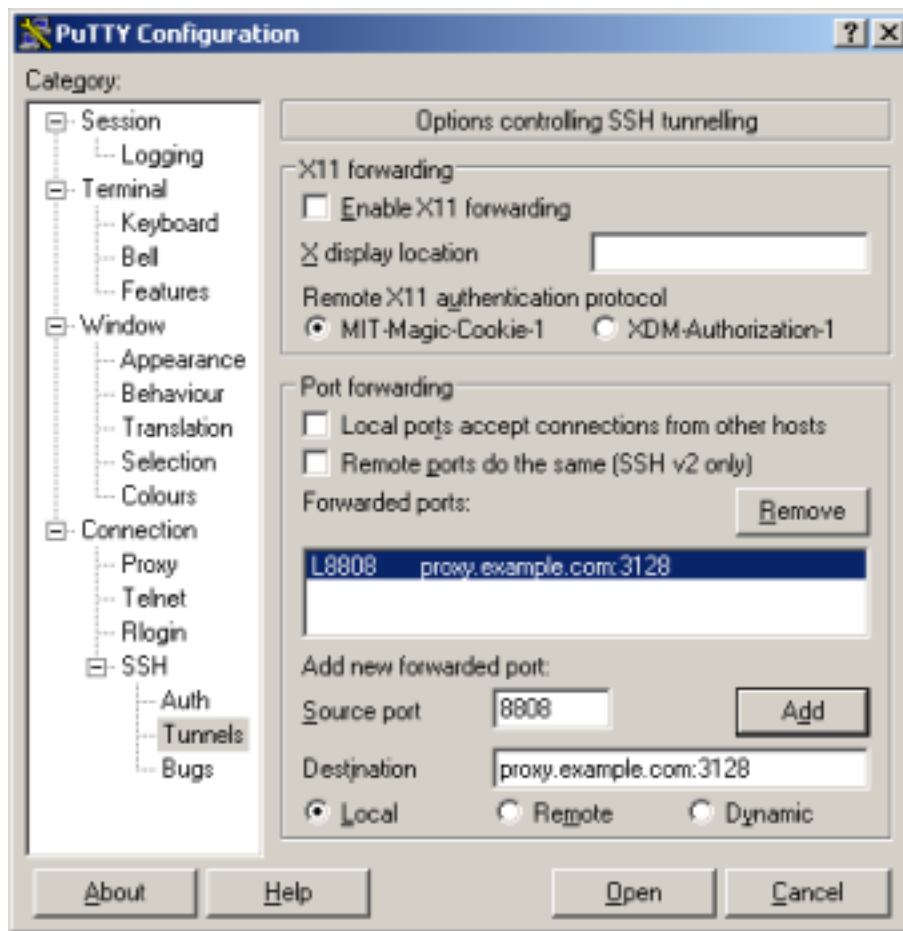 PuTTY Configuration
Category:
Session
Logging
Terminal
Keyboard
Bell
Features
Window
Appearance
Behaviour
Translation
Selection
Colours
Connection
Proxy
Telnet
Rlogin
SSH
Auth
Tunnels
Bugs
Options controlling SSH tunnelling
X11 forwarding
Enable X11 forwarding
X display location
Remote X11 authentication protocol
MIT-Magic-Cookie-1 XDM-Authorization-1
Port forwarding
Local ports accept connections from other hosts
Remote ports do the same (SSH v2 only)
Forwarded ports: Remove
L8808 proxy.example.com:3128
Add new forwarded port:
Source port 8808 Add
Destination proxy.example.com:3128
Local Remote Dynamic
About Help Open Cancel